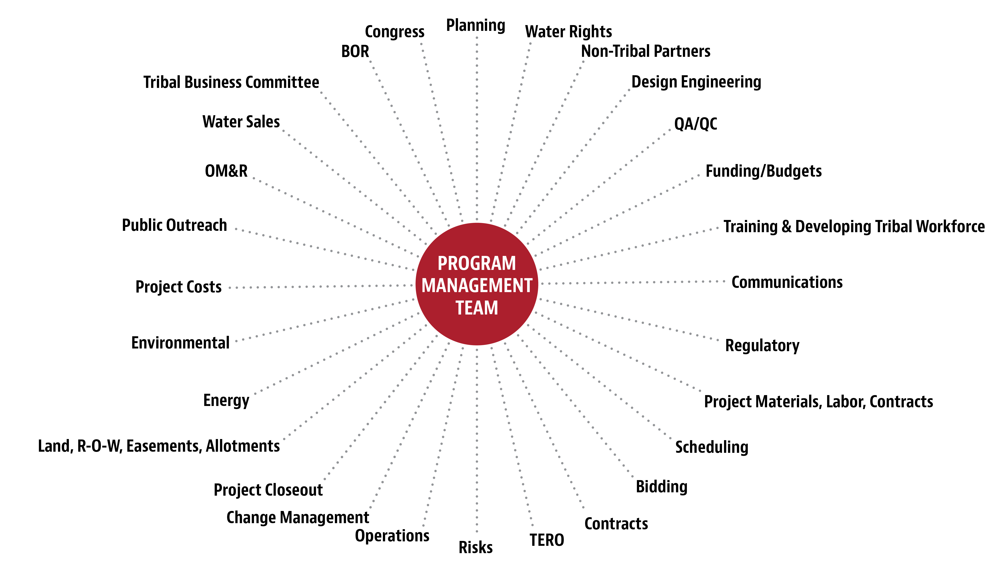 Planning
Congress
Water Rights
BOR
Non-Tribal Partners
Tribal Business Committee
Design Engineering
Water Sales
QA/QC
OM&R
Funding/Budgets
Public Outreach
Training & Developing Tribal Workforce
PROGRAM
MANAGEMENT
TEAM
Project Costs
Communications
Environmental
Regulatory
Energy
Project Materials, Labor, Contracts
Land, R-O-W, Easements, Allotments
Scheduling
Project Closeout
Bidding
Change Management
Contracts
Operations
TERO
Risks